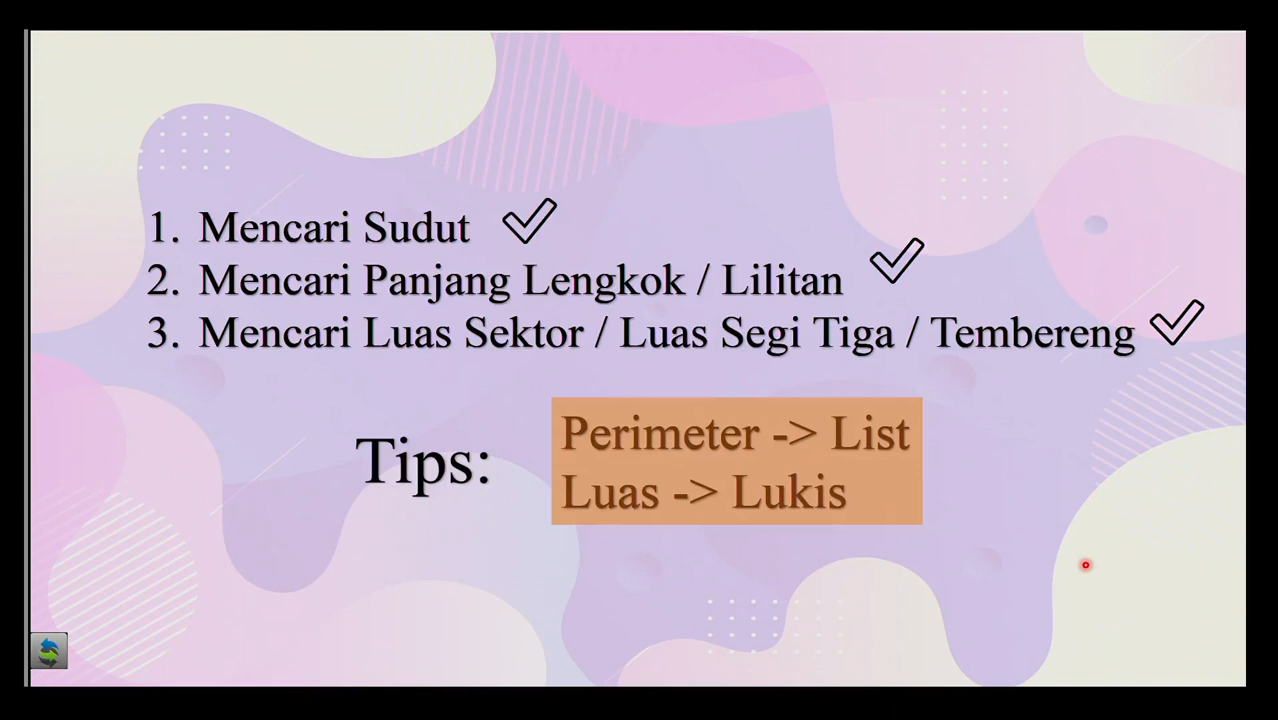 1. Mencari Sudut
2. Mencari Panjang Lengkok / Lilitan
3. Mencari Luas Sektor / Luas Segi Tiga / Tembereng
Tips:
Perimeter -> List
Luas -> Lukis